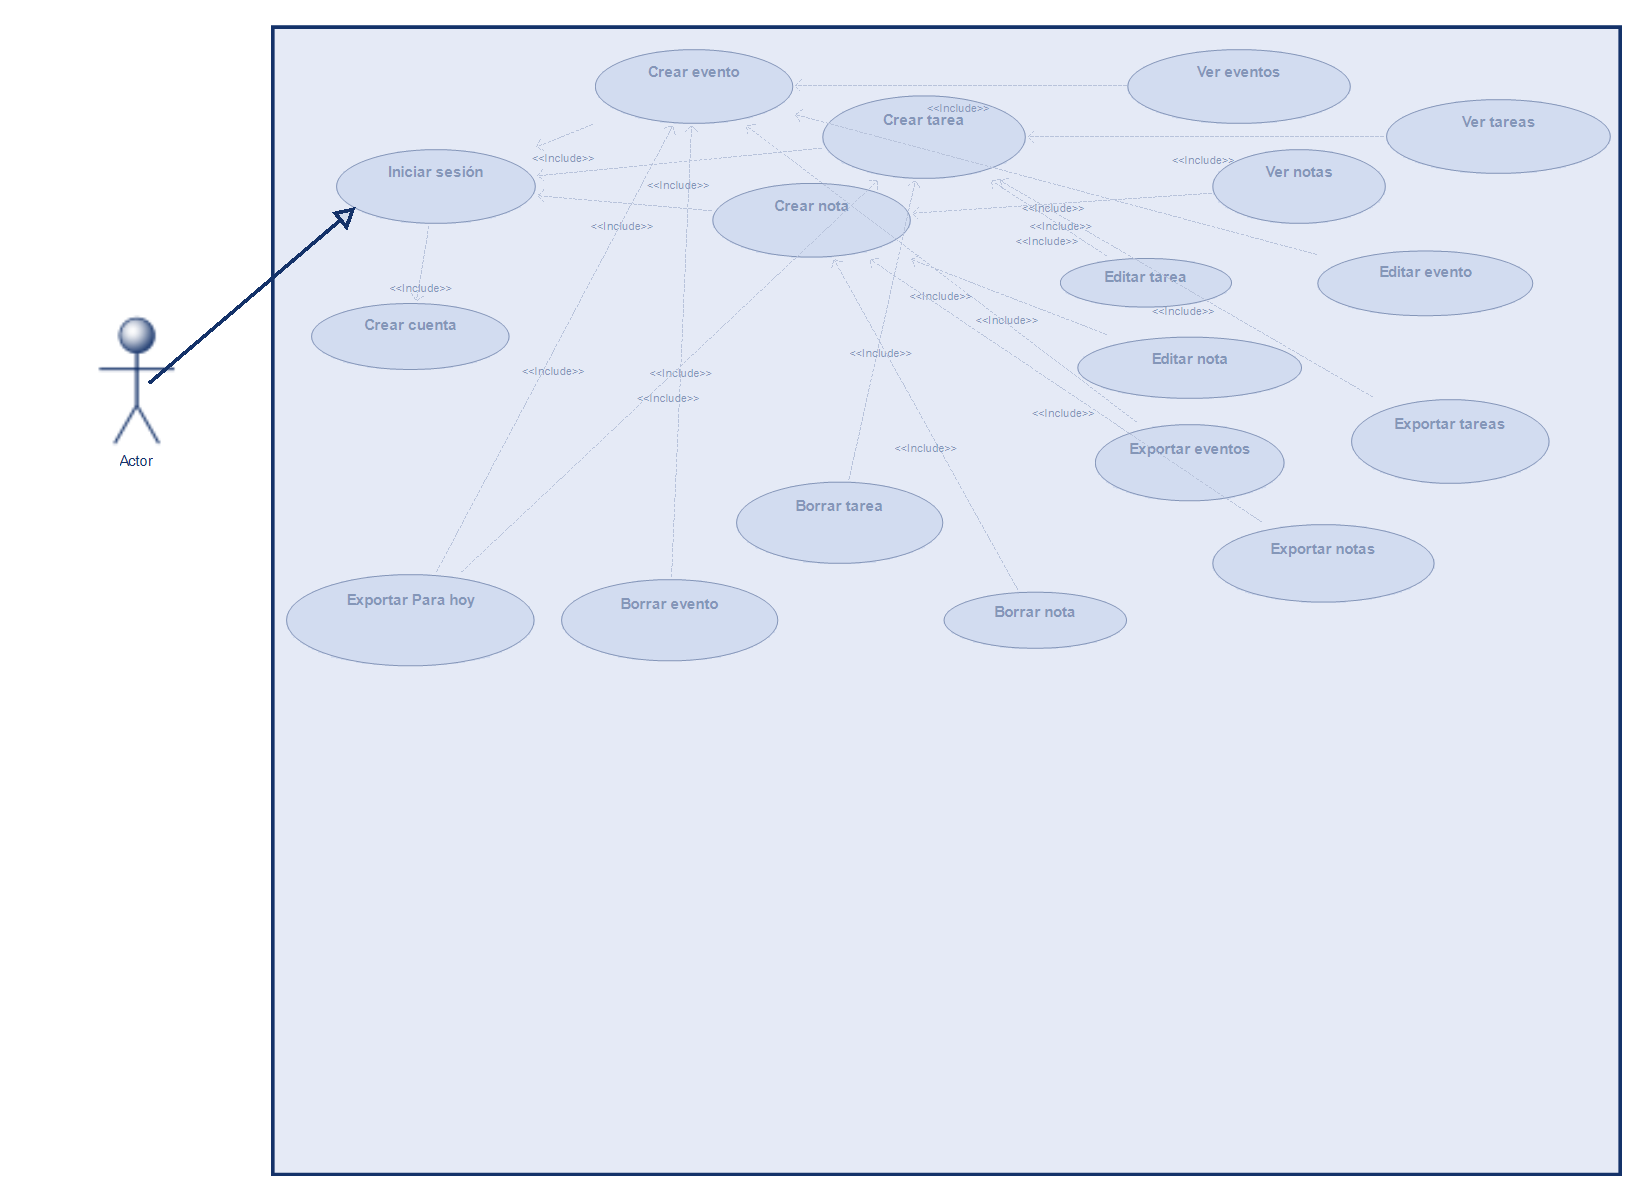 Crear evento
Ver eventos
<<Include>>
Crear tarea
Ver tareas
<<Include>>
<<Include>>
Iniciar sesión
Ver notas
<<Include>>
Crear nota
<<Include>>
<<Include>>
<<Include>>
<<Include>>
Editar evento
Editar tarea
<<Include>>
<<Include>>
<<Include>>
<<Include>>
Crear cuenta
<<Include>>
Editar nota
<<Include>>
<<Include>>
<<Include>>
<<Include>>
Exportar tareas
<<Include>>
Exportar eventos
Actor
Borrar tarea
Exportar notas
Exportar Para hoy
Borrar evento
Borrar nota